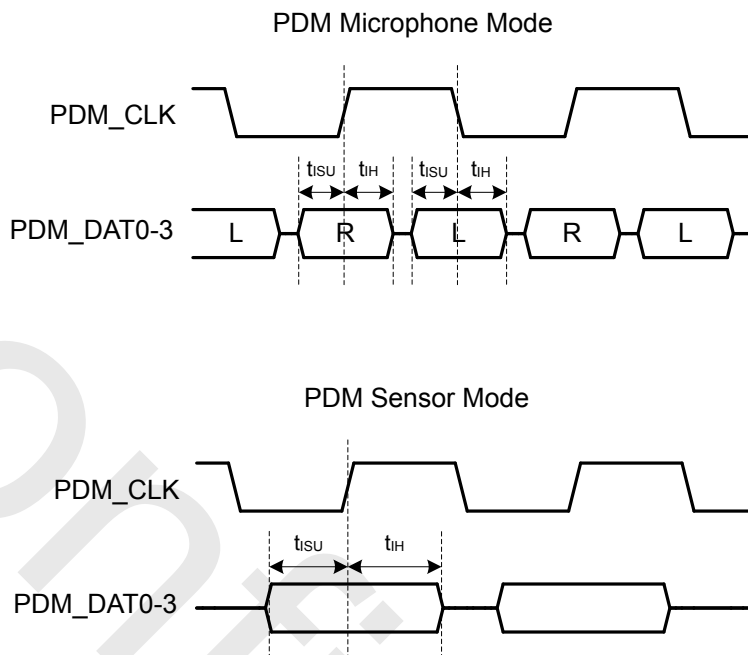 PDM Microphone Mode
PDM_CLK
tISU tIH tISU tIH
PDM_DAT0-3 L R L R L
PDM Sensor Mode
PDM_CLK
tISU tIH
PDM_DAT0-3